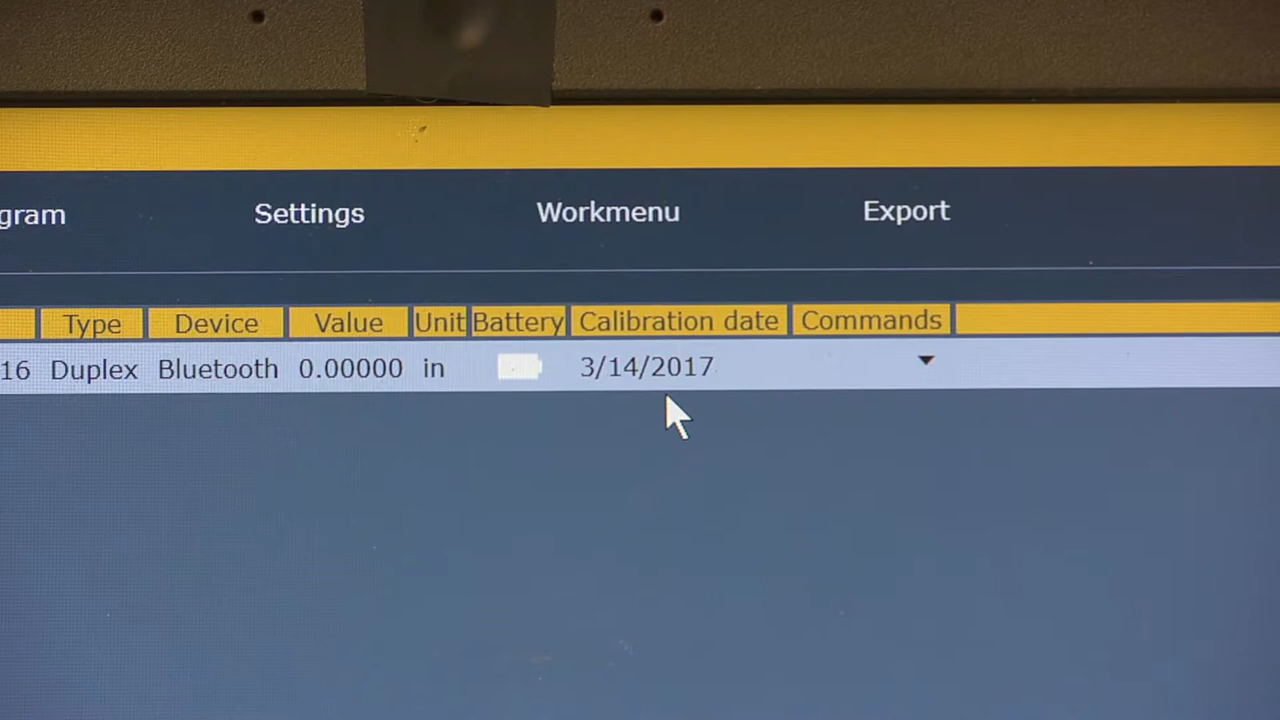 gram Settings Workmenu Export
Type Device Value Unit Battery Calibration date Commands
16 Duplex Bluetooth 0.00000 in 3/14/2017